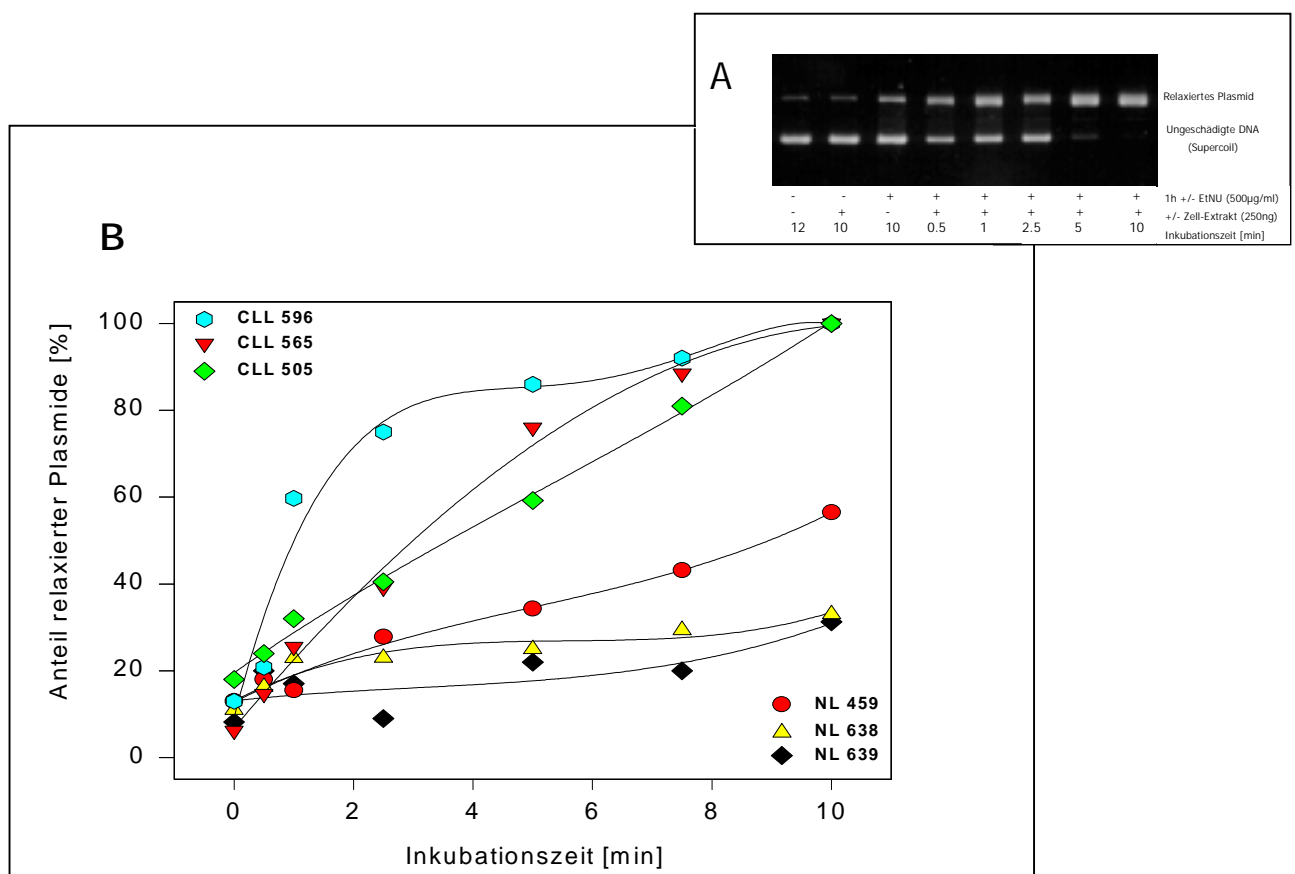 A
Relaxiertes Plasmid
Ungeschädigte DNA
(Supercoil)
- - + + + + + + 1h +/- EtNU (500µg/ml)
- + - + + + + + +/- Zell-Extrakt (250ng)
12 10 10 0.5 1 2.5 5 10 Inkubationszeit [min]
B
CLL 596
CLL 565
CLL 505
NL 459
NL 638
NL 639
Anteil relaxierter Plasmide [%]
100
80
60
40
20
0
0 2 4 6 8 10
Inkubationszeit [min]